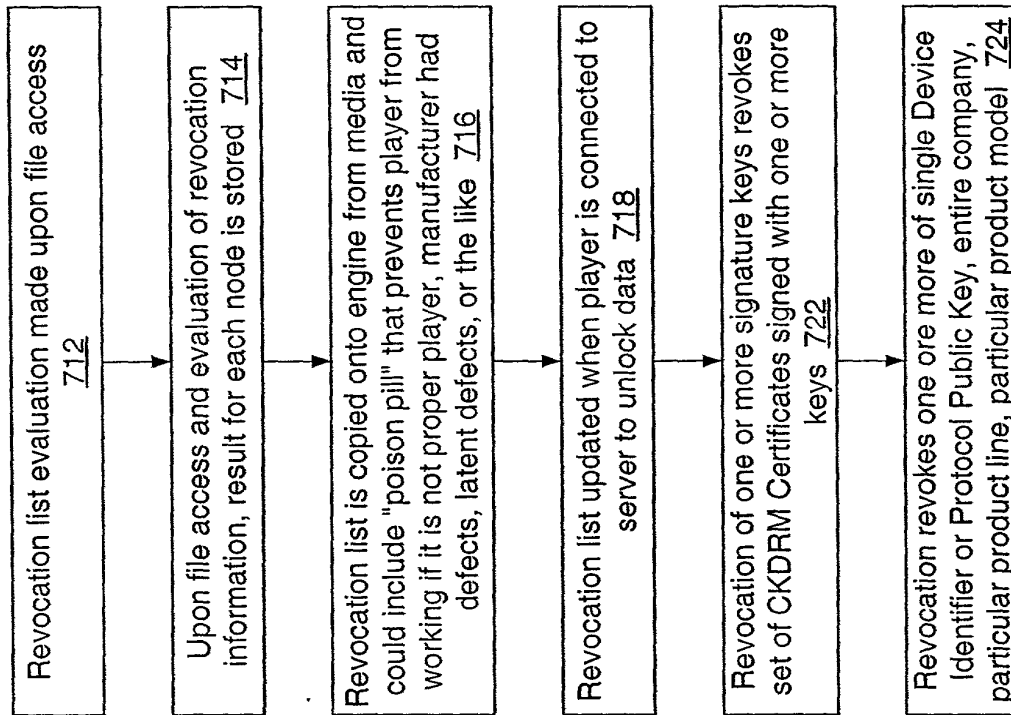 Revocation list evaluation made upon file access
712
Upon file access and evaluation of revocation
information, result for each node is stored 714
Revocation list is copied onto engine from media and
could include "poison pill" that prevents player from
working if it is not proper player, manufacturer had
defects, latent defects, or the like 716
Revocation list updated when player is connected to
server to unlock data 718
Revocation of one or more signature keys revokes
set of CKDRM Certificates signed with one or more
keys 722
Revocation revokes one ore more of single Device
Identifier or Protocol Public Key, entire company,
particular product line, particular product model 724